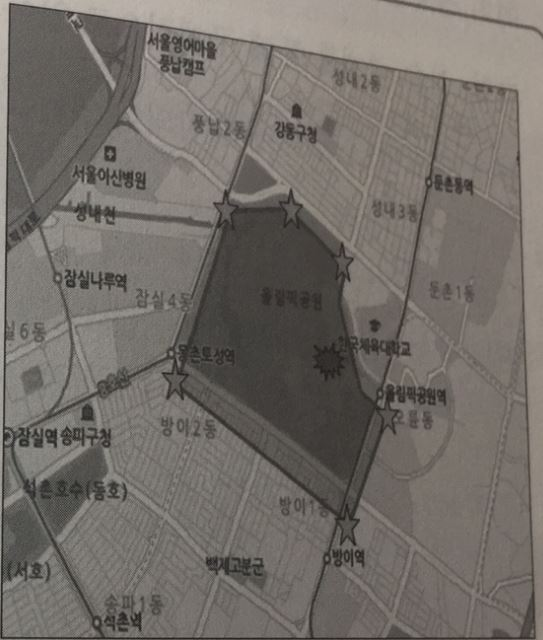 서울영어마을
풍납캠프
성내2동
풍납2동
강동구청
서울아산병원
둔촌동역
성내천
성내3동
잠실나루역
잠실4동
올림픽공원
둔촌1동
한국체육대학교
몽촌토성역
올림픽공원역
오륜동
잠실역
송파구청
방이2동
석촌호수(동호)
방이1동
(서호)
백제고분군
방이역
송파1동
석촌역